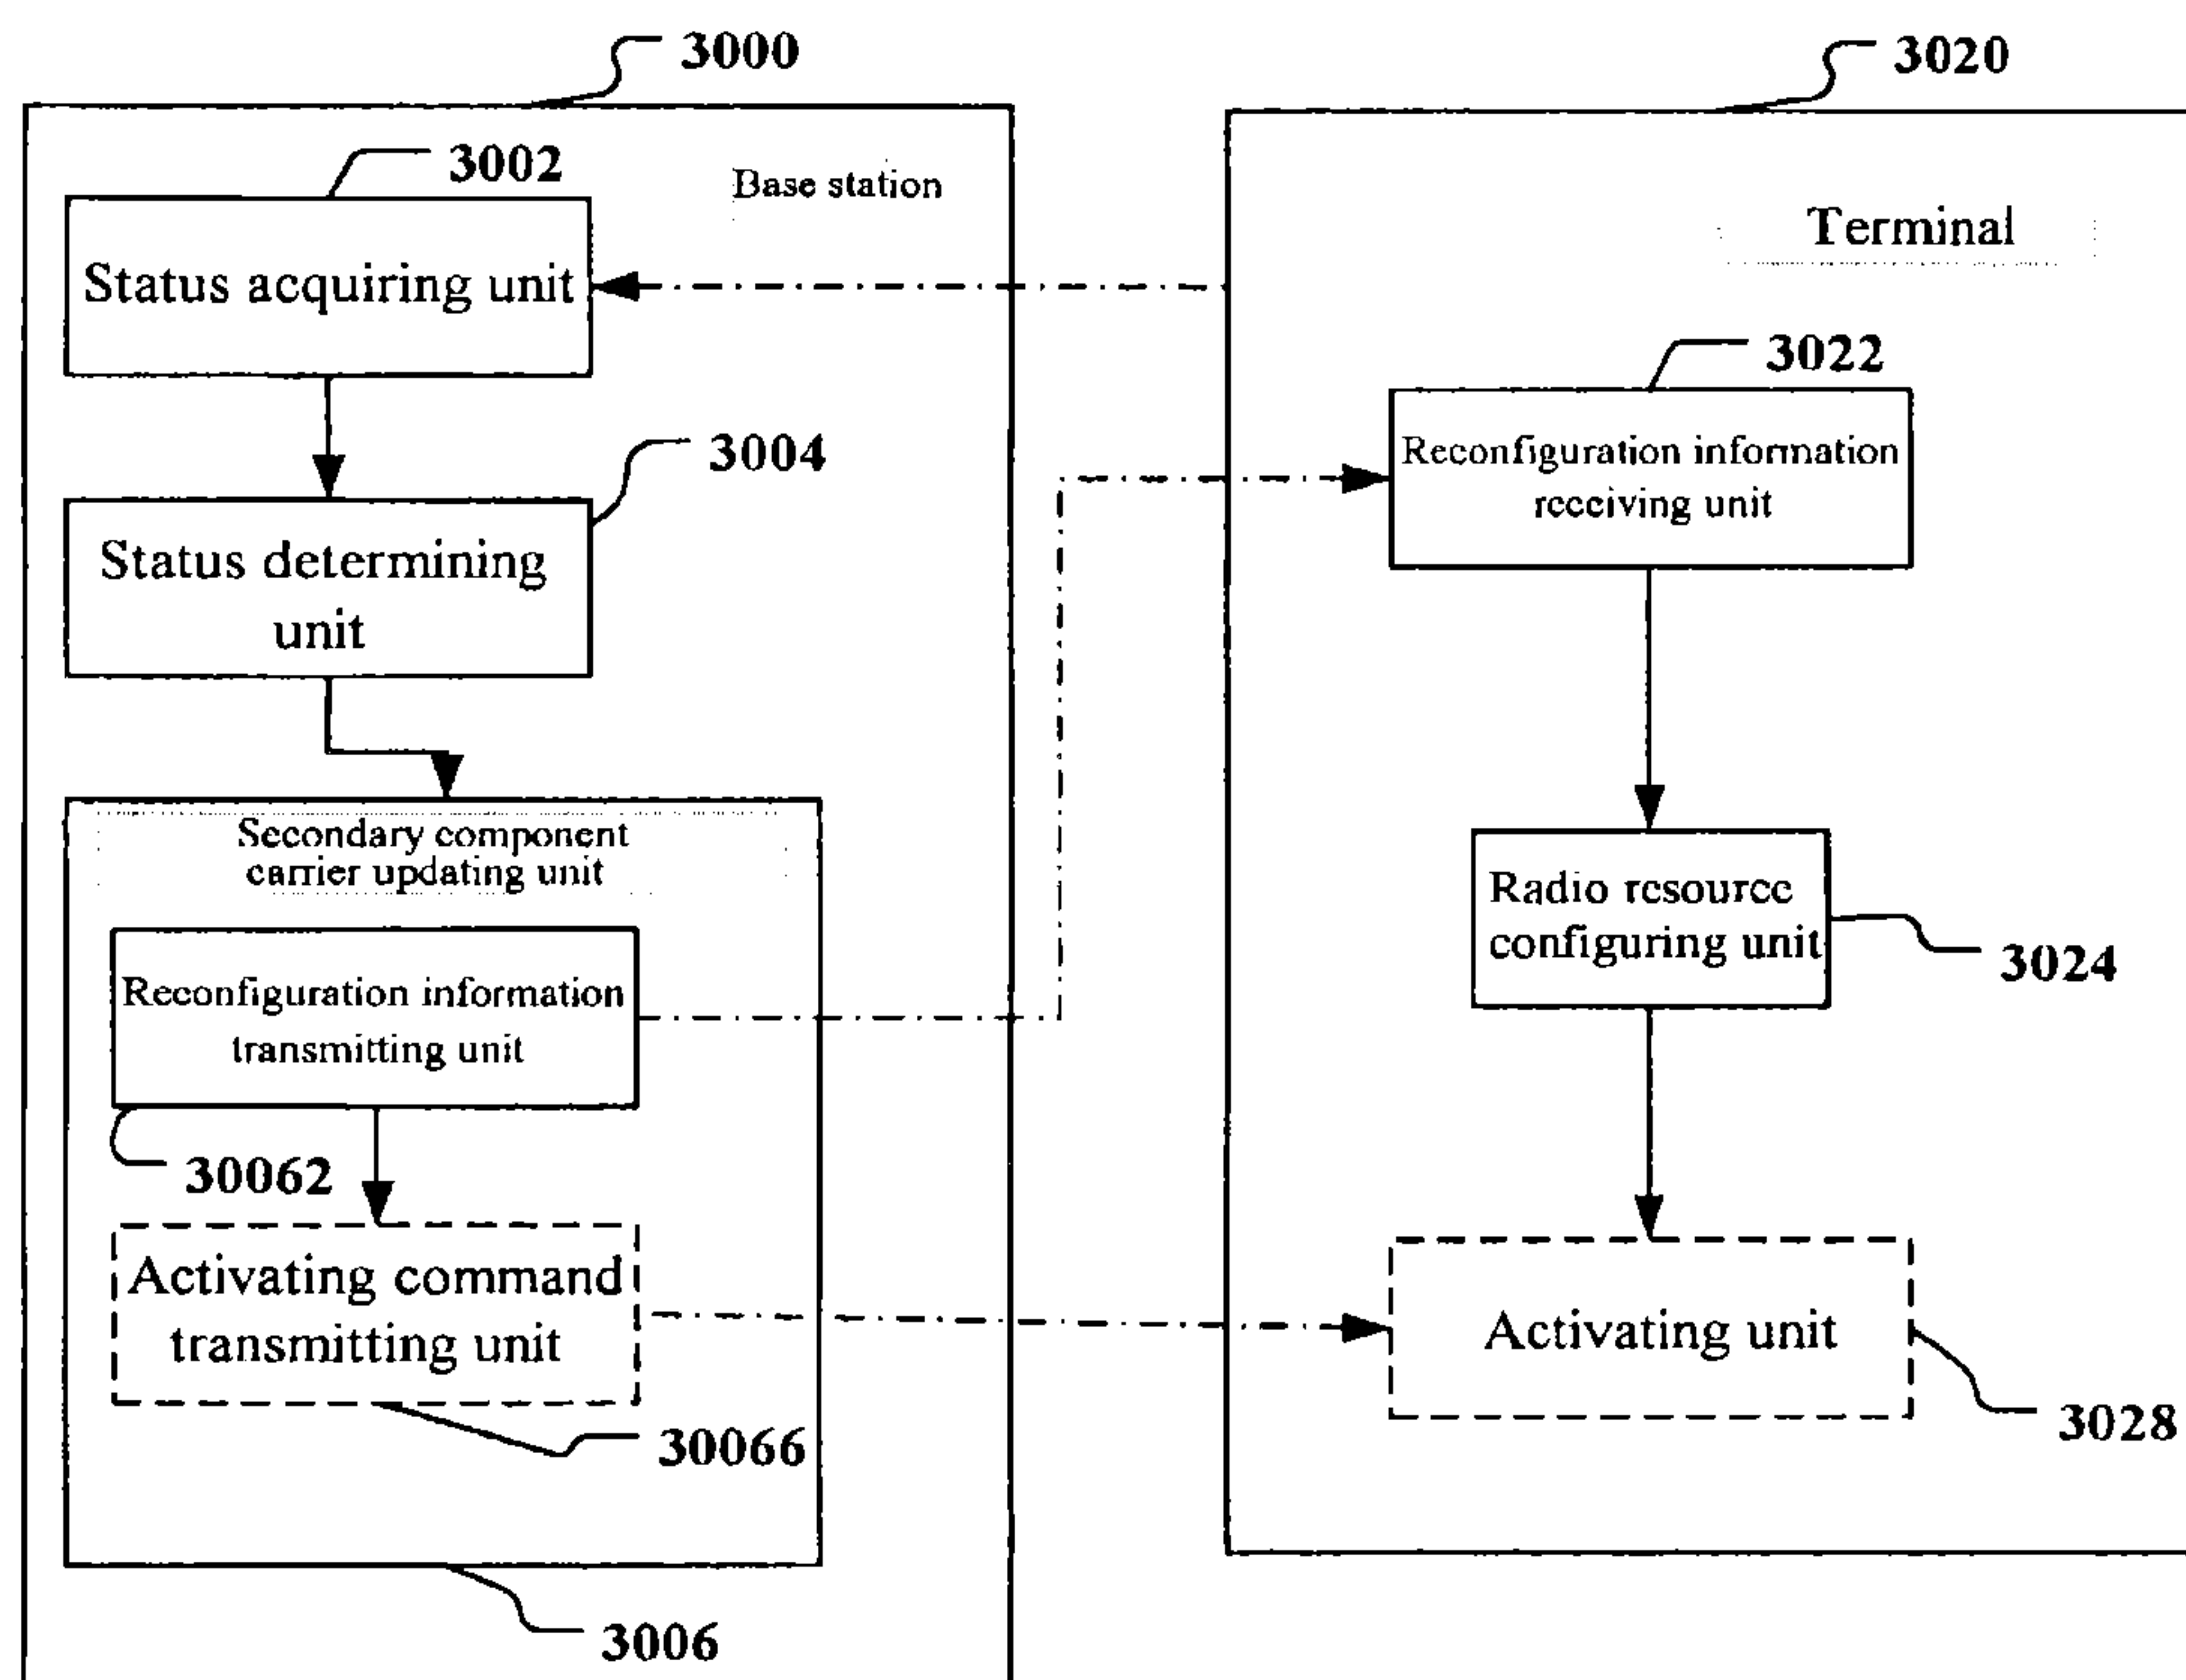 3000
3002
Base station
Status acquiring unit
3004
Status determining
unit
Secondary component
carrier updating unit
Reconfiguration information
transmitting unit
30062
Activating command
transmitting unit
30066
3006
3020
Terminal
3022
Reconfiguration information
receiving unit
Radio resource
configuring unit
3024
Activating unit
3028